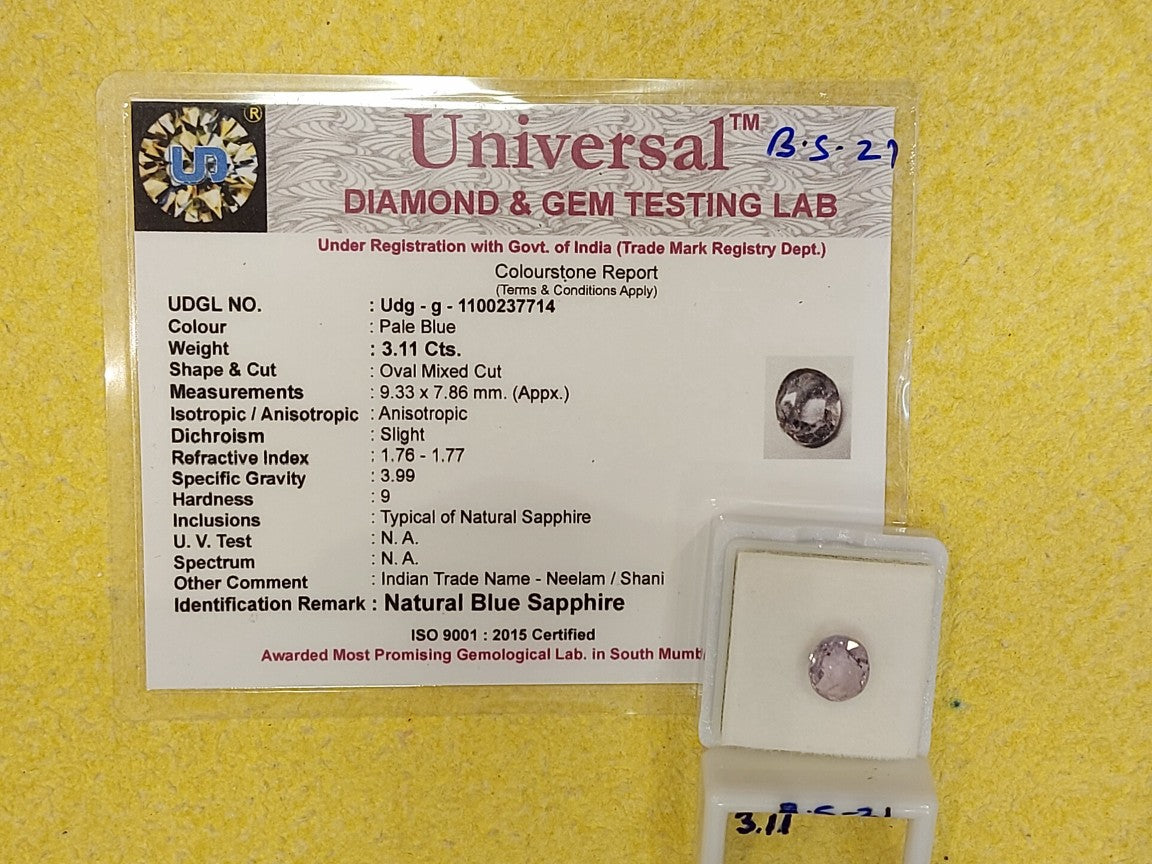 UD ®
Universal™ B.S.21
DIAMOND & GEM TESTING LAB
Under Registration with Govt. of India (Trade Mark Registry Dept.)
Colourstone Report
(Terms & Conditions Apply)
UDGL NO. : Udg - g - 1100237714
Colour : Pale Blue
Weight : 3.11 Cts.
Shape & Cut : Oval Mixed Cut
Measurements : 9.33 x 7.86 mm. (Appx.)
Isotropic / Anisotropic : Anisotropic
Dichroism : Slight
Refractive Index : 1.76 - 1.77
Specific Gravity : 3.99
Hardness : 9
Inclusions : Typical of Natural Sapphire
U. V. Test : N. A.
Spectrum : N. A.
Other Comment : Indian Trade Name - Neelam / Shani
Identification Remark : Natural Blue Sapphire
ISO 9001 : 2015 Certified
Awarded Most Promising Gemological Lab. in South
3.11